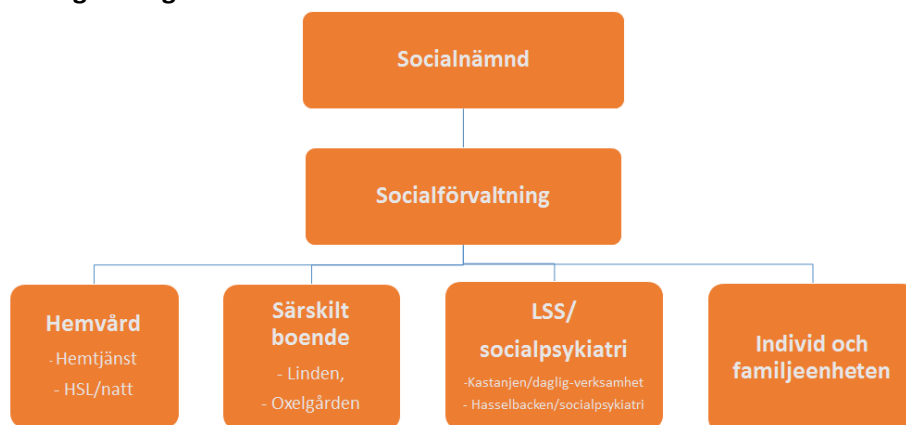 Socialnämnd
Socialförvaltning
Hemvård
- Hemtjänst
- HSL/natt
Särskilt
boende
- Linden,
- Oxelgården
LSS/
socialpsykiatri
-Kastanjen/daglig-verksamhet
- Hasselbacken/socialpsykiatri
Individ och
familjeenheten